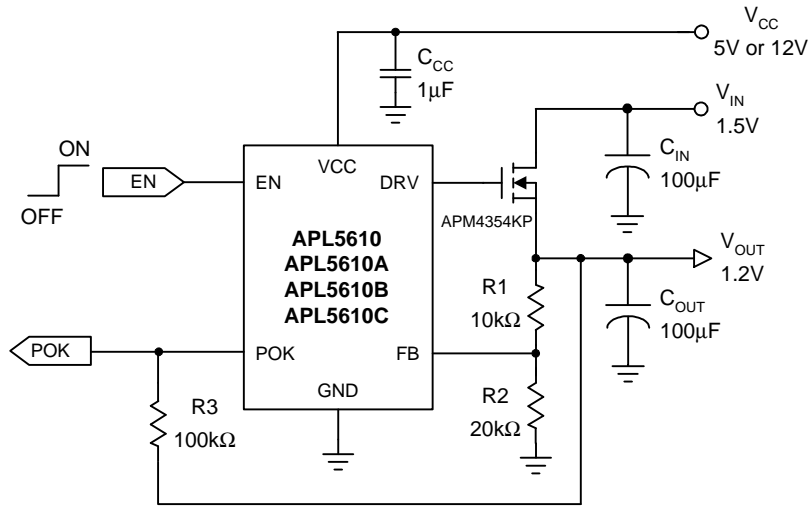 V_CC
5V or 12V
C_CC
1μF
V_IN
1.5V
ON
OFF
EN
EN
VCC
DRV
C_IN
100μF
APM4354KP
APL5610
APL5610A
APL5610B
APL5610C
V_OUT
1.2V
R1
10kΩ
C_OUT
100μF
POK
POK
FB
GND
R3
100kΩ
R2
20kΩ